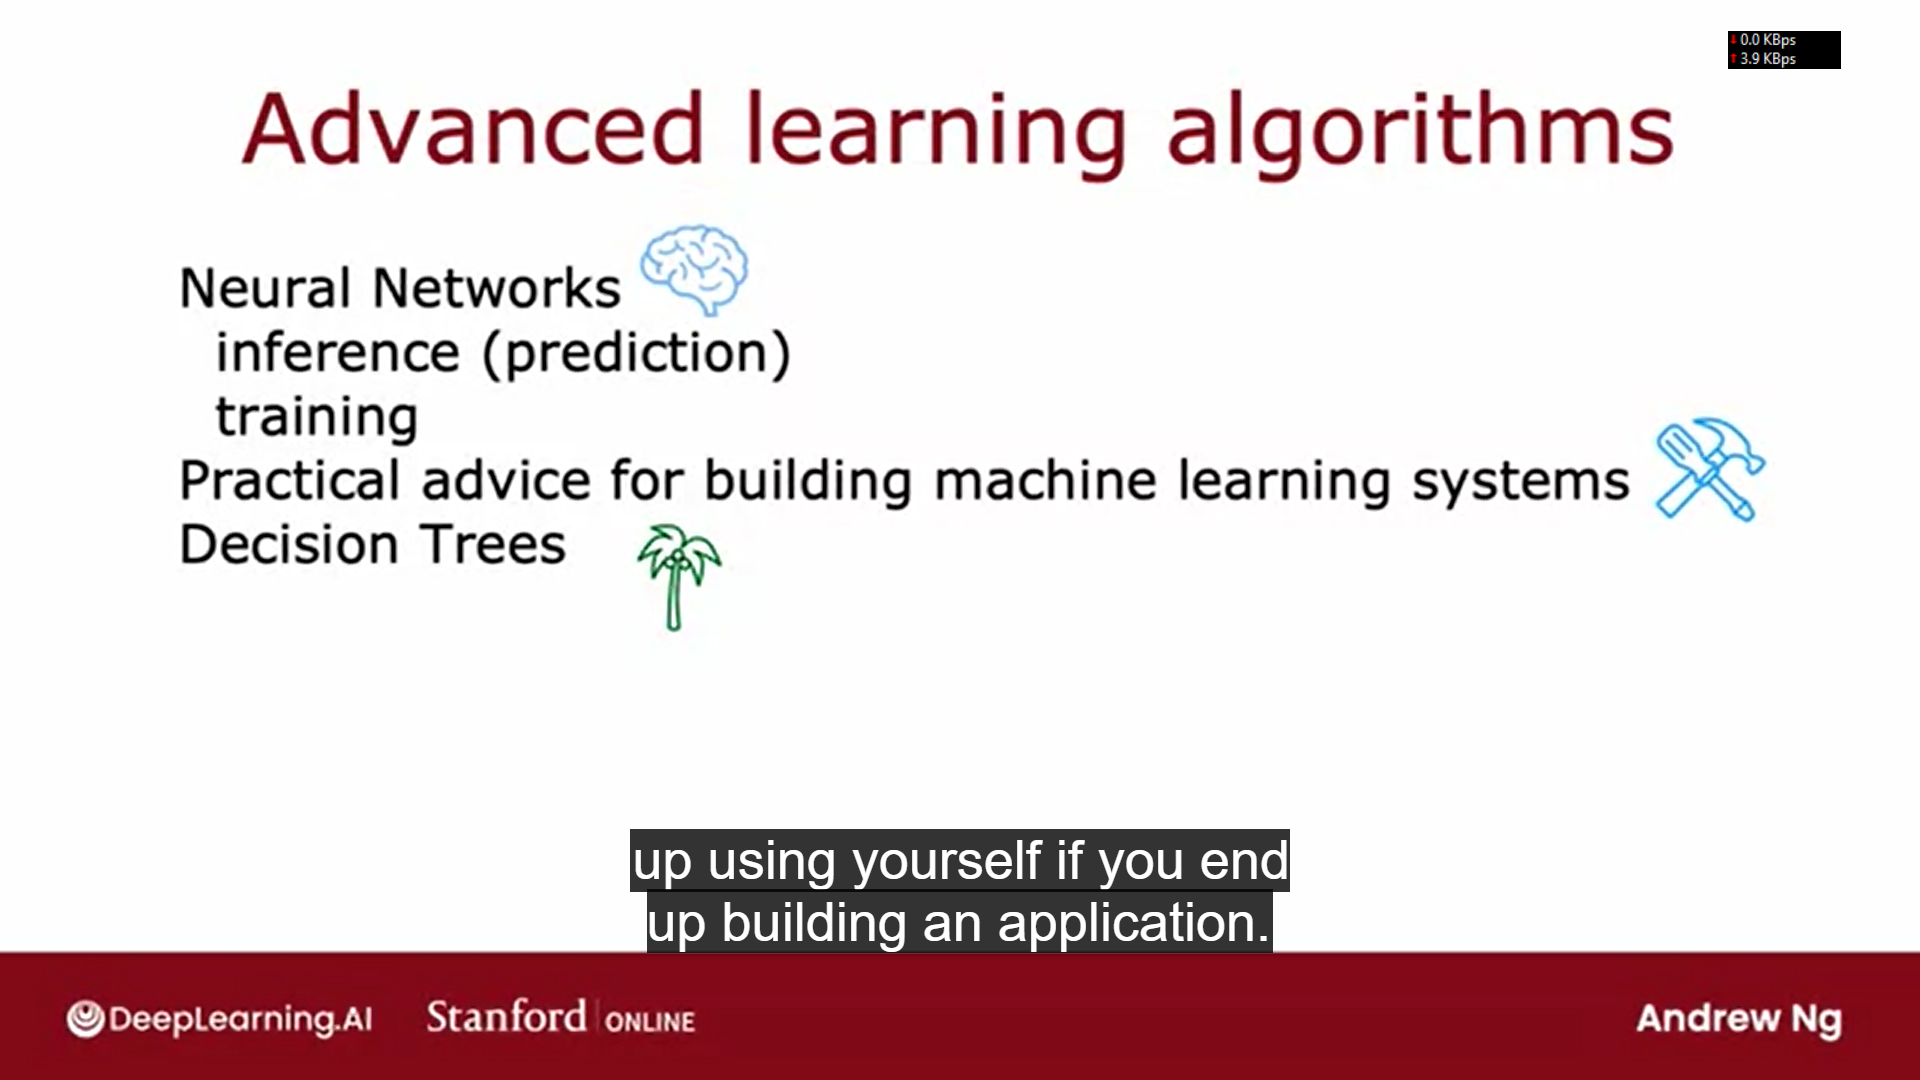 0.0 KBps
3.9 KBps
Advanced learning algorithms
Neural Networks
inference (prediction)
training
Practical advice for building machine learning systems
Decision Trees
up using yourself if you end
up building an application.
DeepLearning.AI Stanford | ONLINE Andrew Ng